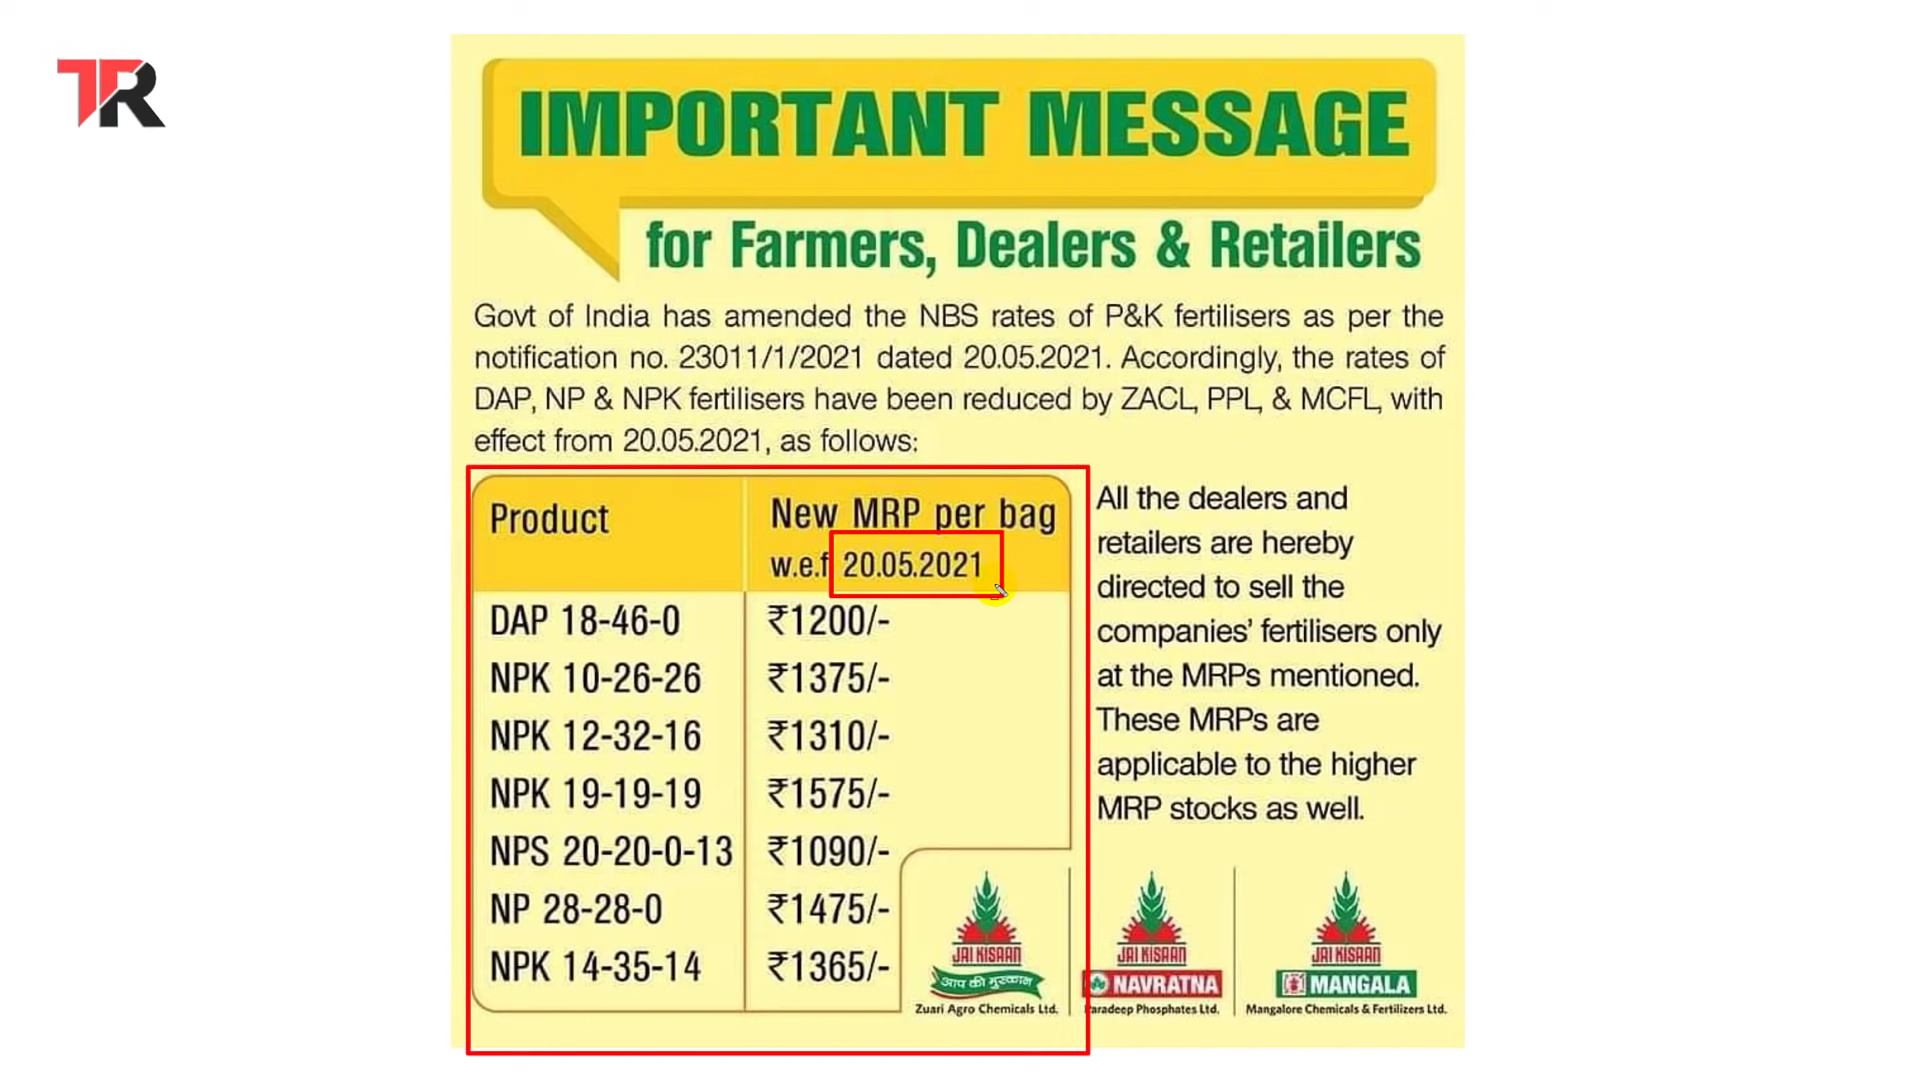 TR
IMPORTANT MESSAGE
for Farmers, Dealers & Retailers
Govt of India has amended the NBS rates of P&K fertilisers as per the
notification no. 23011/1/2021 dated 20.05.2021. Accordingly, the rates of
DAP, NP & NPK fertilisers have been reduced by ZACL, PPL, & MCFL, with
effect from 20.05.2021, as follows:
Product
New MRP per bag
w.e.f 20.05.2021
DAP 18-46-0 ₹1200/-
NPK 10-26-26 ₹1375/-
NPK 12-32-16 ₹1310/-
NPK 19-19-19 ₹1575/-
NPS 20-20-0-13 ₹1090/-
NP 28-28-0 ₹1475/-
NPK 14-35-14 ₹1365/-
All the dealers and
retailers are hereby
directed to sell the
companies' fertilisers only
at the MRPs mentioned.
These MRPs are
applicable to the higher
MRP stocks as well.
JAI KISAAN
आप की मुस्कान
Zuari Agro Chemicals Ltd.
JAI KISAAN
NAVRATNA
Paradeep Phosphates Ltd.
JAI KISAAN
MANGALA
Mangalore Chemicals & Fertilizers Ltd.